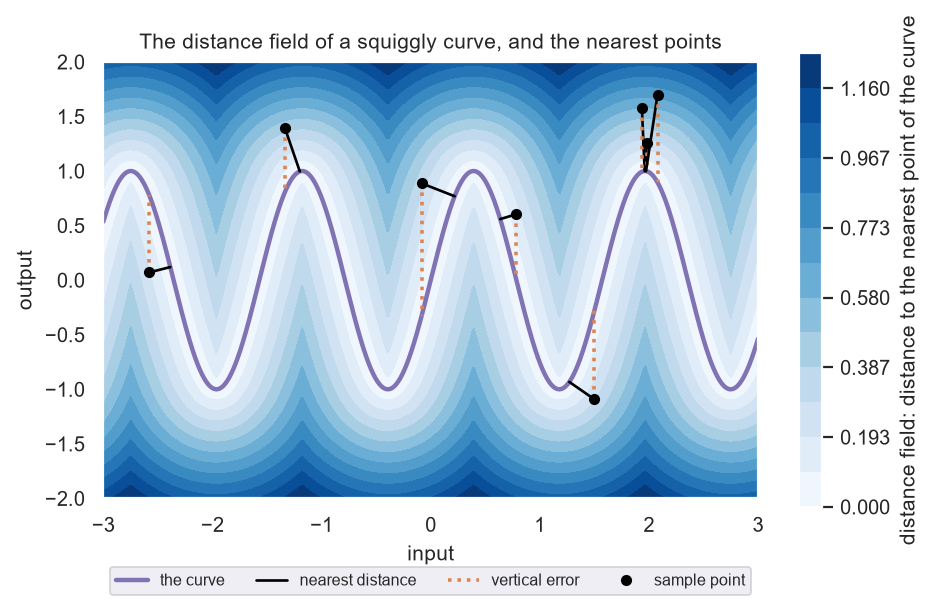 The distance field of a squiggly curve, and the nearest points
output
2.0
1.5
1.0
0.5
0.0
−0.5
−1.0
−1.5
−2.0
−3
−2
−1
0
1
2
3
input
the curve
nearest distance
vertical error
sample point
1.160
0.967
0.773
0.580
0.387
0.193
0.000
distance field: distance to the nearest point of the curve